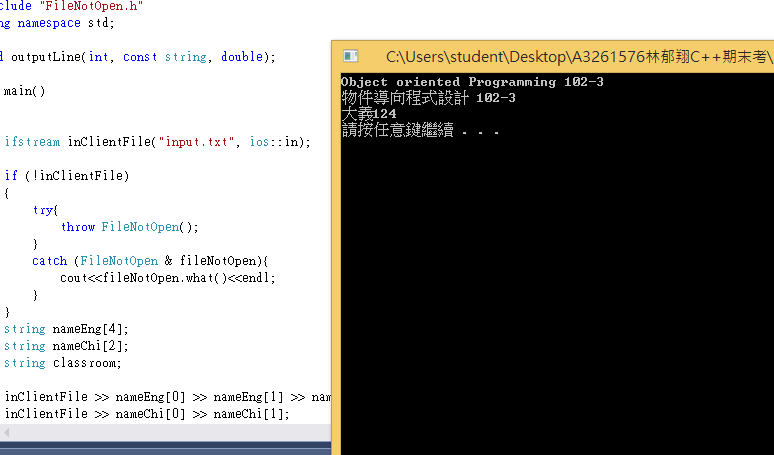 clude "FileNotOpen.h"
ng namespace std;
d outputLine(int, const string, double);
main()
ifstream inClientFile("input.txt", ios::in);
if (!inClientFile)
{
try{
throw FileNotOpen();
}
catch (FileNotOpen & fileNotOpen){
cout<<fileNotOpen.what()<<endl;
}
}
string nameEng[4];
string nameChi[2];
string classroom;
inClientFile >> nameEng[0] >> nameEng[1] >> nam
inClientFile >> nameChi[0] >> nameChi[1];
C:\Users\student\Desktop\A3261576林郁翔C++期末考\
Object oriented Programming 102-3
物件導向程式設計 102-3
大義124
請按任意鍵繼續 . . .